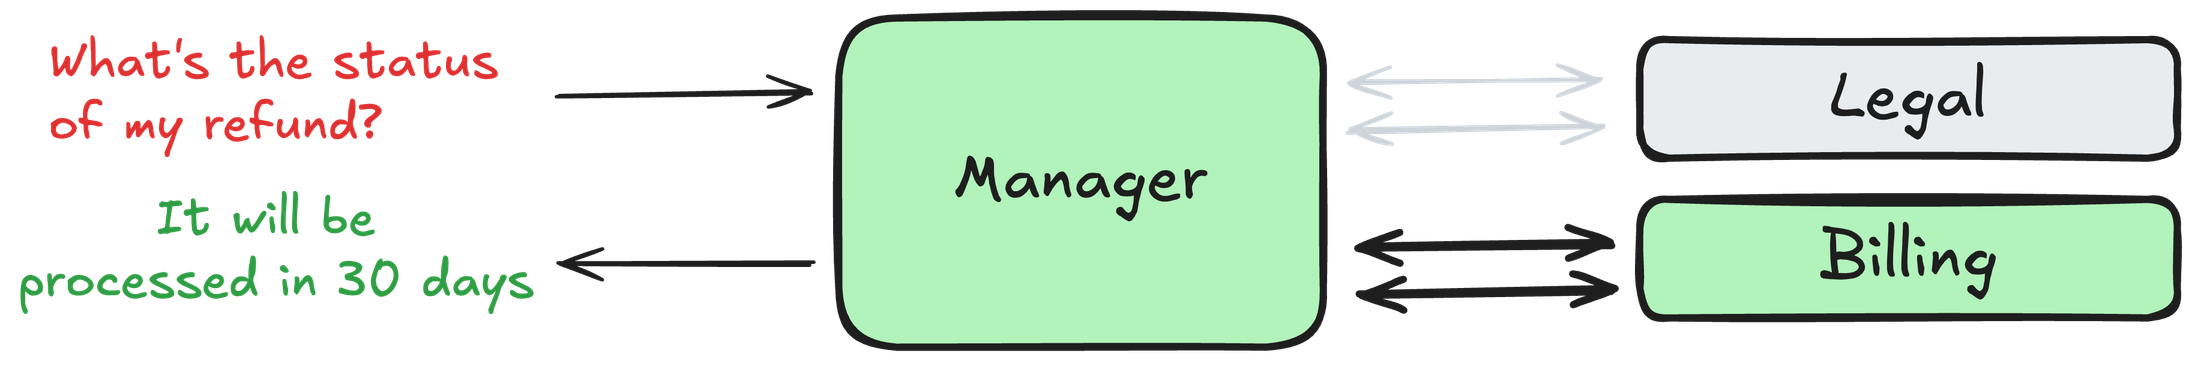 What's the status
of my refund?
It will be
processed in 30 days
Manager
Legal
Billing